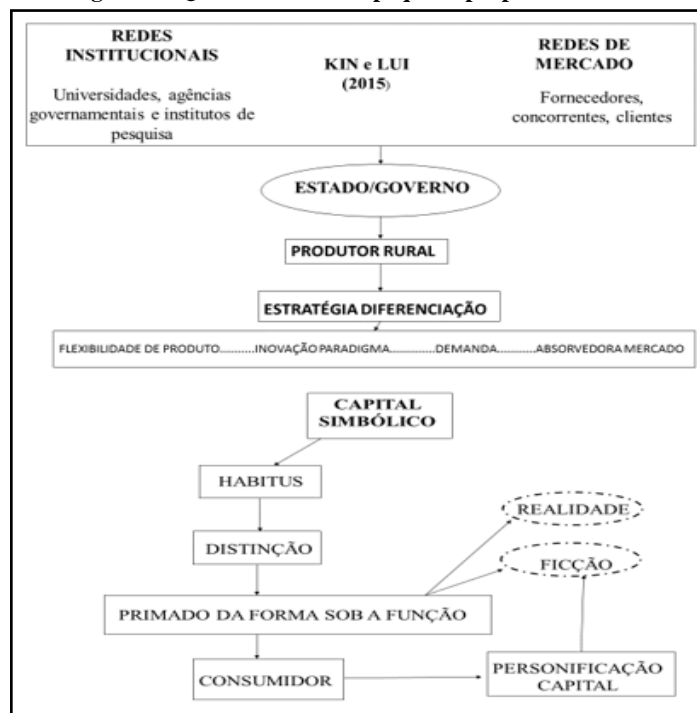 REDES
INSTITUCIONAIS
Universidades, agências
governamentais e institutos de
pesquisa
KIN e LUI
(2015)
REDES DE
MERCADO
Fornecedores,
concorrentes, clientes
ESTADO/GOVERNO
PRODUTOR RURAL
ESTRATÉGIA DIFERENCIAÇÃO
FLEXIBILIDADE DE PRODUTO..........INOVAÇÃO PARADIGMA.............DEMANDA...........ABSORVEDORA MERCADO
CAPITAL
SIMBÓLICO
HABITUS
REALIDADE
DISTINÇÃO
FICÇÃO
PRIMADO DA FORMA SOB A FUNÇÃO
CONSUMIDOR
PERSONIFICAÇÃO
CAPITAL